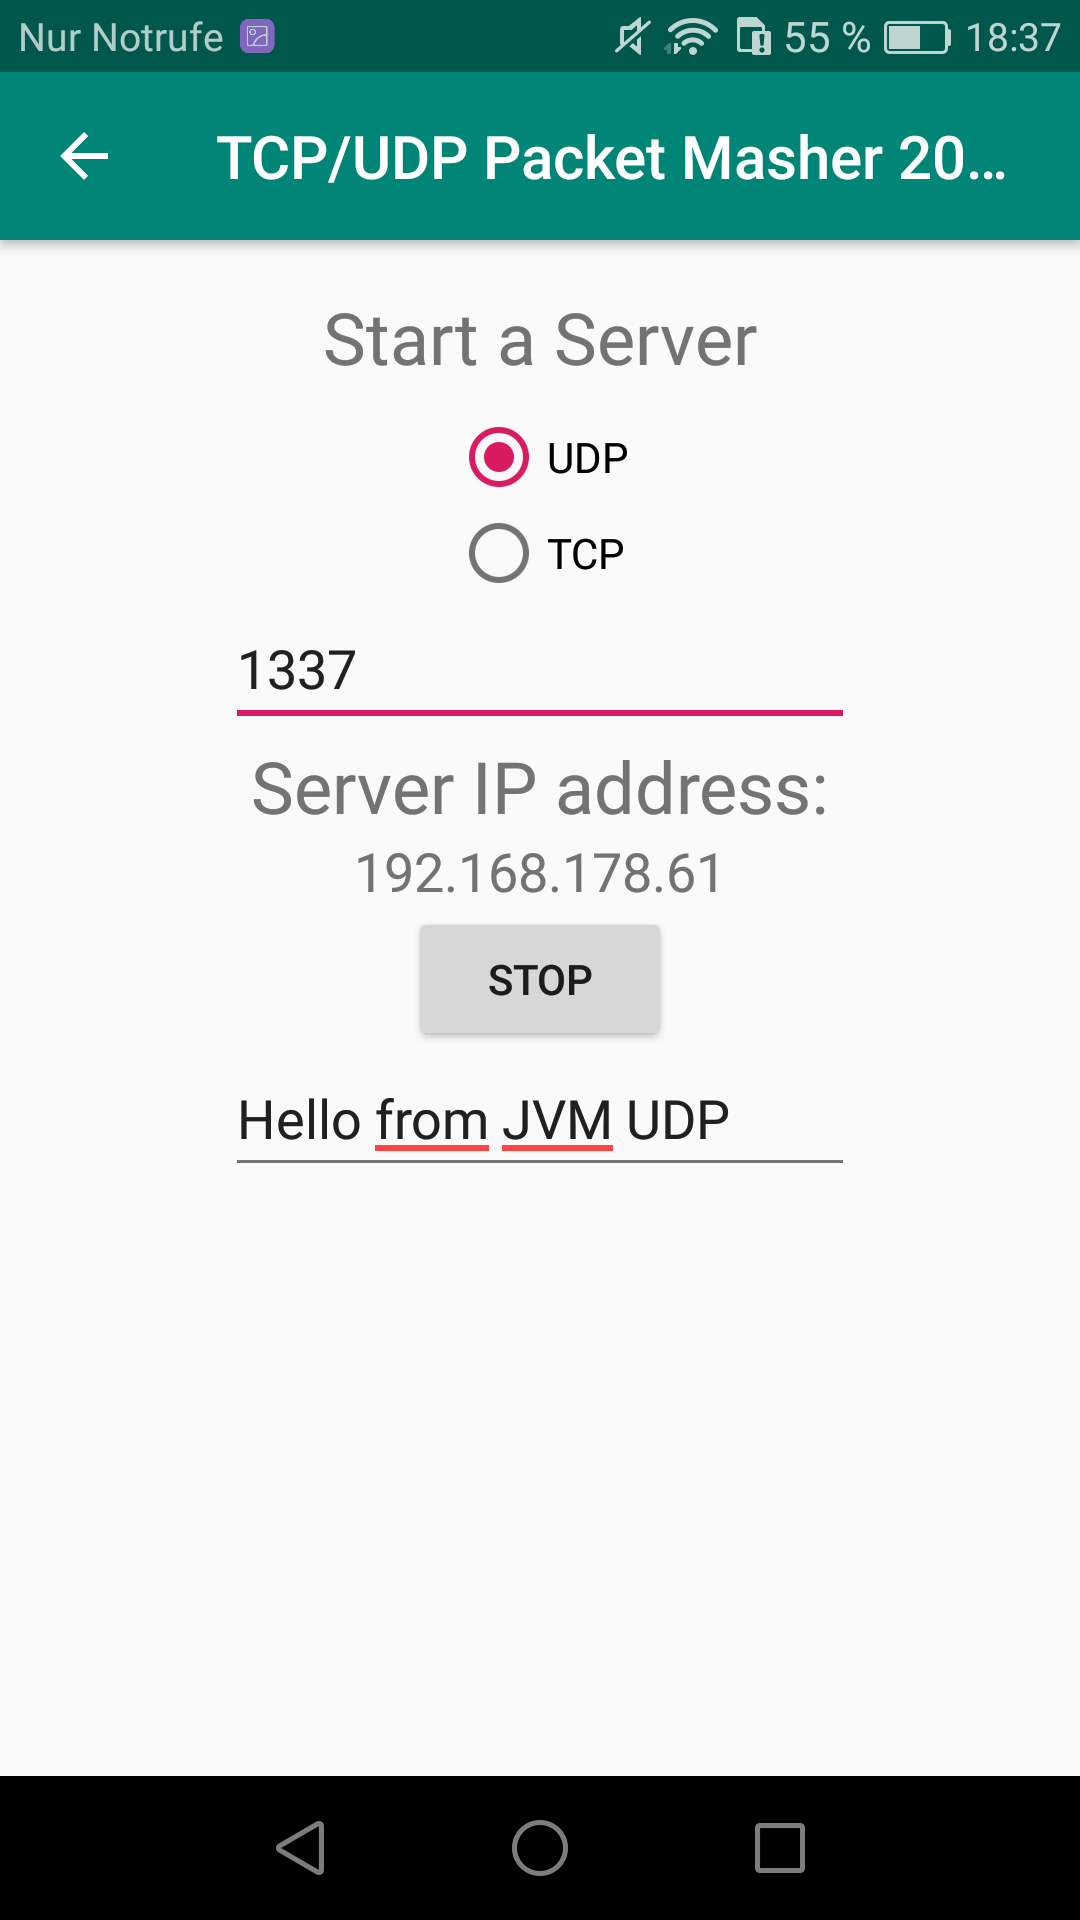 Nur Notrufe 55 % 18:37
TCP/UDP Packet Masher 20…
Start a Server
UDP
TCP
1337
Server IP address:
192.168.178.61
STOP
Hello from JVM UDP